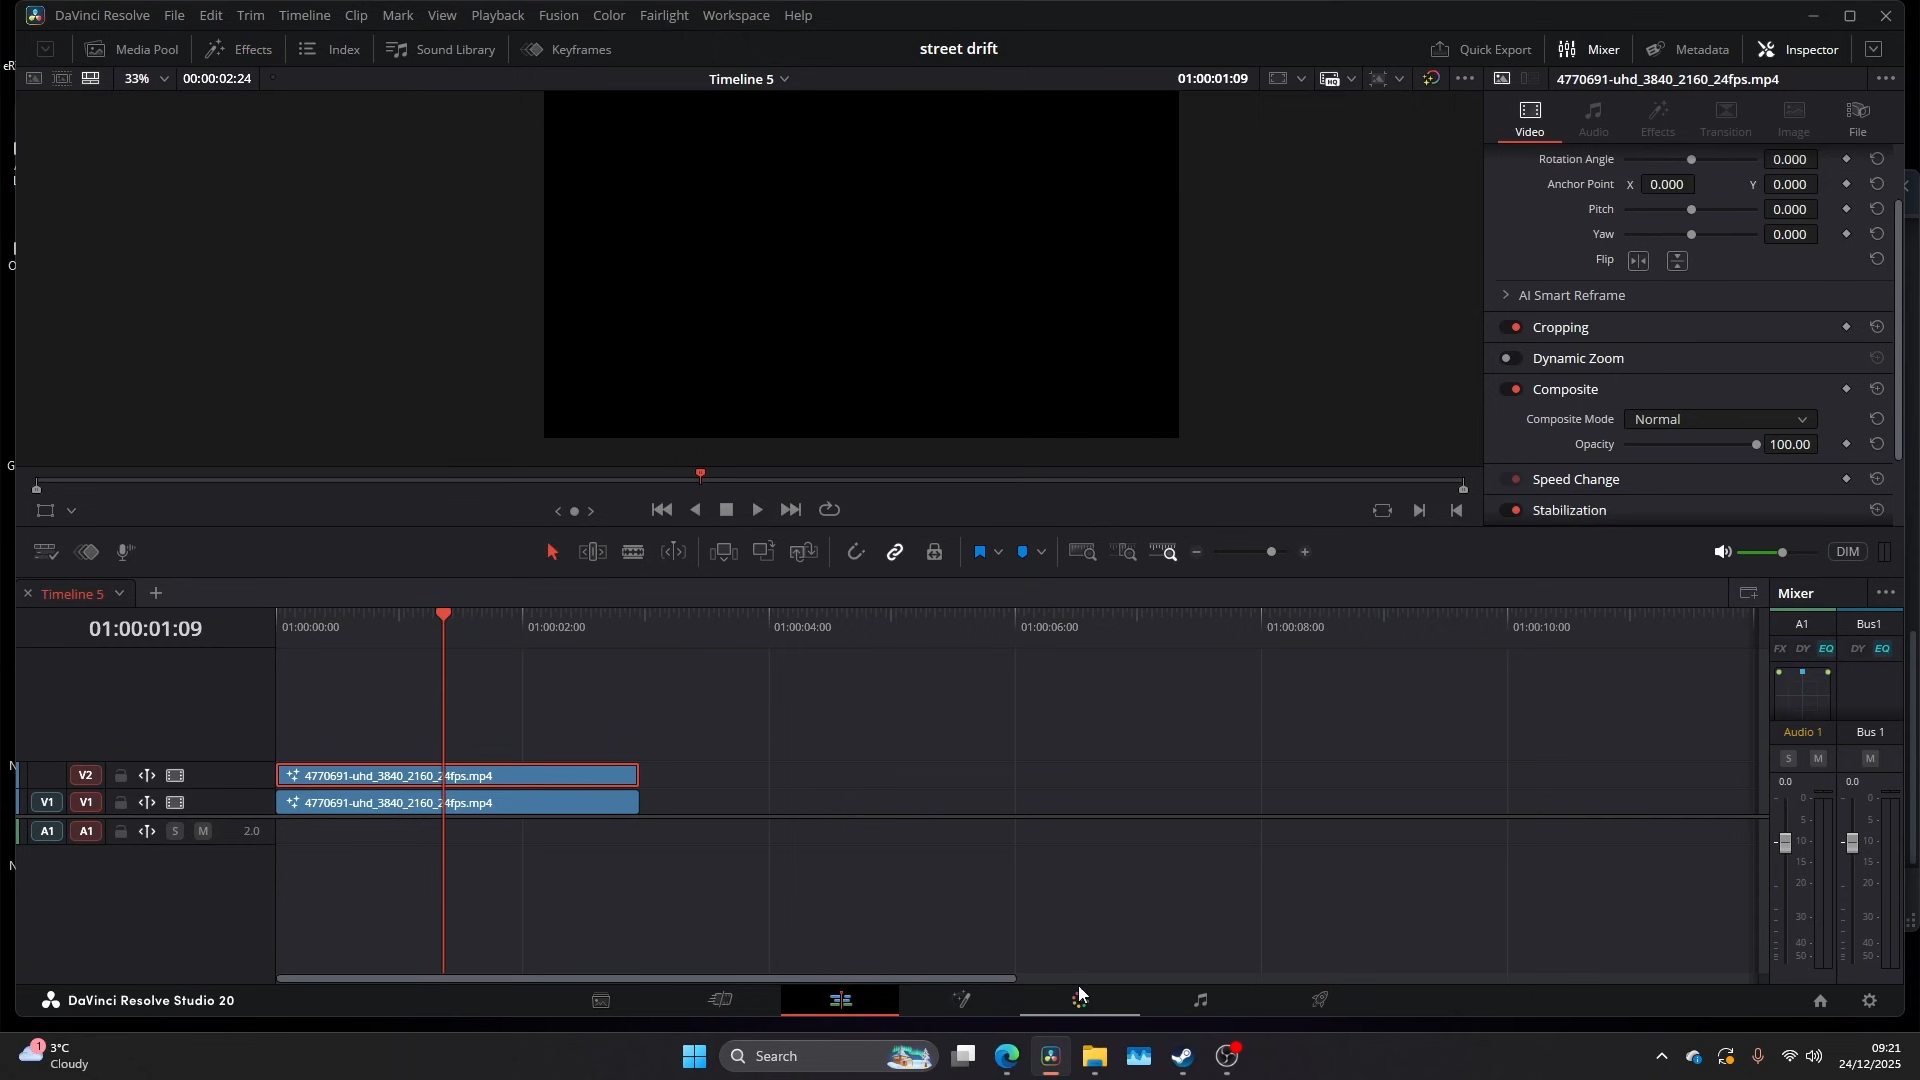 DaVinci Resolve File Edit Trim Timeline Clip Mark View Playback Fusion Color Fairlight Workspace Help
Media Pool Effects Index Sound Library Keyframes street drift Quick Export Mixer Metadata Inspector
33% 00:00:02:24 Timeline 5 01:00:01:09 4770691-uhd_3840_2160_24fps.mp4
Video Audio Effects Transition Image File
Rotation Angle 0.000
Anchor Point X 0.000 Y 0.000
Pitch 0.000
Yaw 0.000
Flip
AI Smart Reframe
Cropping
Dynamic Zoom
Composite
Composite Mode Normal
Opacity 100.00
Speed Change
Stabilization
DIM
Timeline 5 Mixer
01:00:01:09 01:00:00:00 01:00:02:00 01:00:04:00 01:00:06:00 01:00:08:00 01:00:10:00
A1 Bus1
FX DY EQ DY EQ
Audio 1 Bus 1
S M M
V2 4770691-uhd_3840_2160_24fps.mp4
V1 V1 4770691-uhd_3840_2160_24fps.mp4
A1 A1 S M 2.0
0.0 0.0
0 0
5 5
10 10
15 15
20 20
30 30
40 40
50 50
DaVinci Resolve Studio 20
1 3°C
Cloudy
Search
09:21
24/12/2025